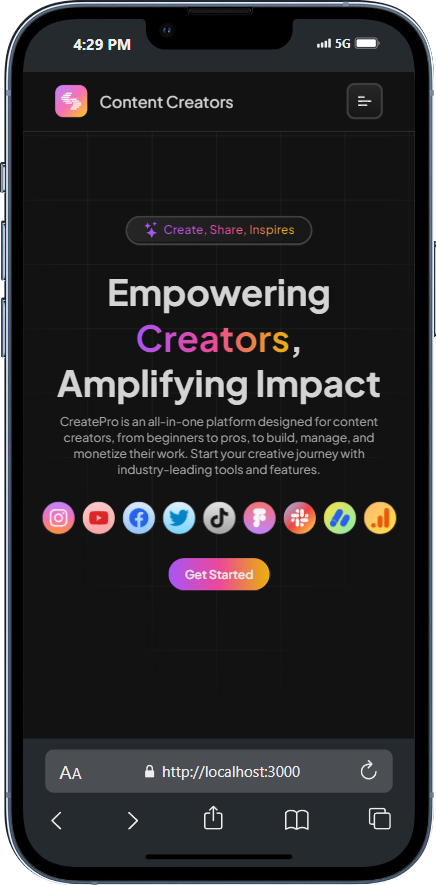 4:29 PM
5G
Content Creators
Create, Share, Inspires
Empowering
Creators,
Amplifying Impact
CreatePro is an all-in-one platform designed for content
creators, from beginners to pros, to build, manage, and
monetize their work. Start your creative journey with
industry-leading tools and features.
Get Started
AA
http://localhost:3000